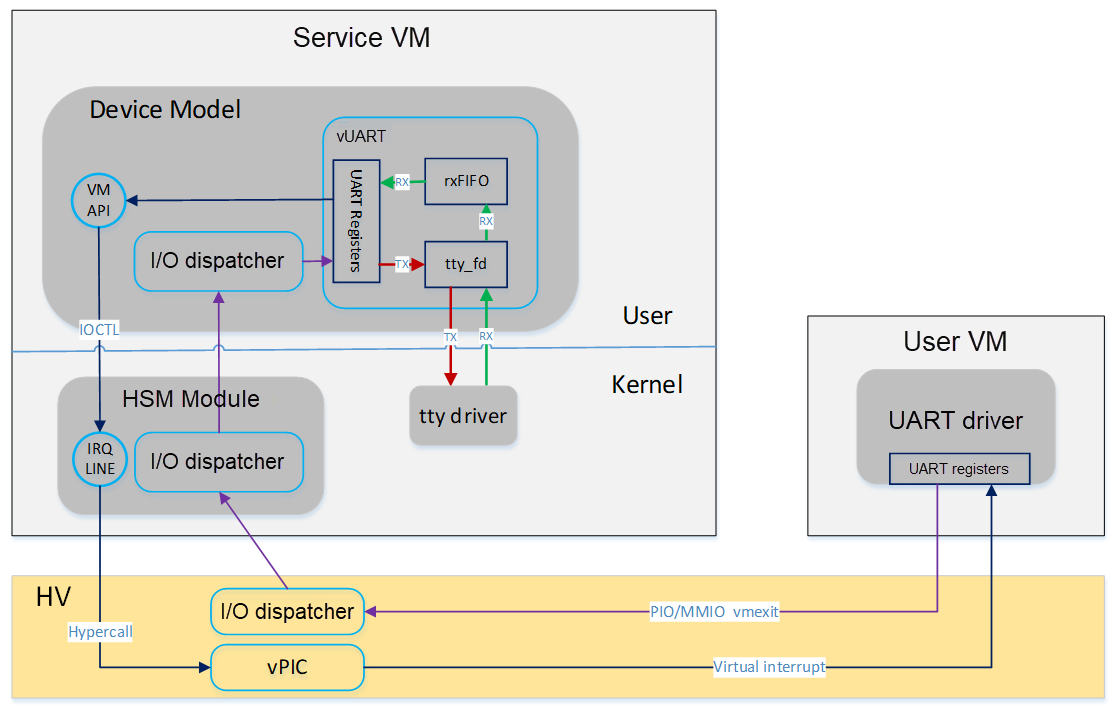 Service VM
Device Model
vUART
VM
API
UART Registers
RX
rxFIFO
RX
I/O dispatcher
TX
tty_fd
IOCTL
TX
RX
User
Kernel
HSM Module
IRQ
LINE
I/O dispatcher
tty driver
User VM
UART driver
UART registers
HV
I/O dispatcher
PIO/MMIO vmexit
Hypercall
vPIC
Virtual interrupt